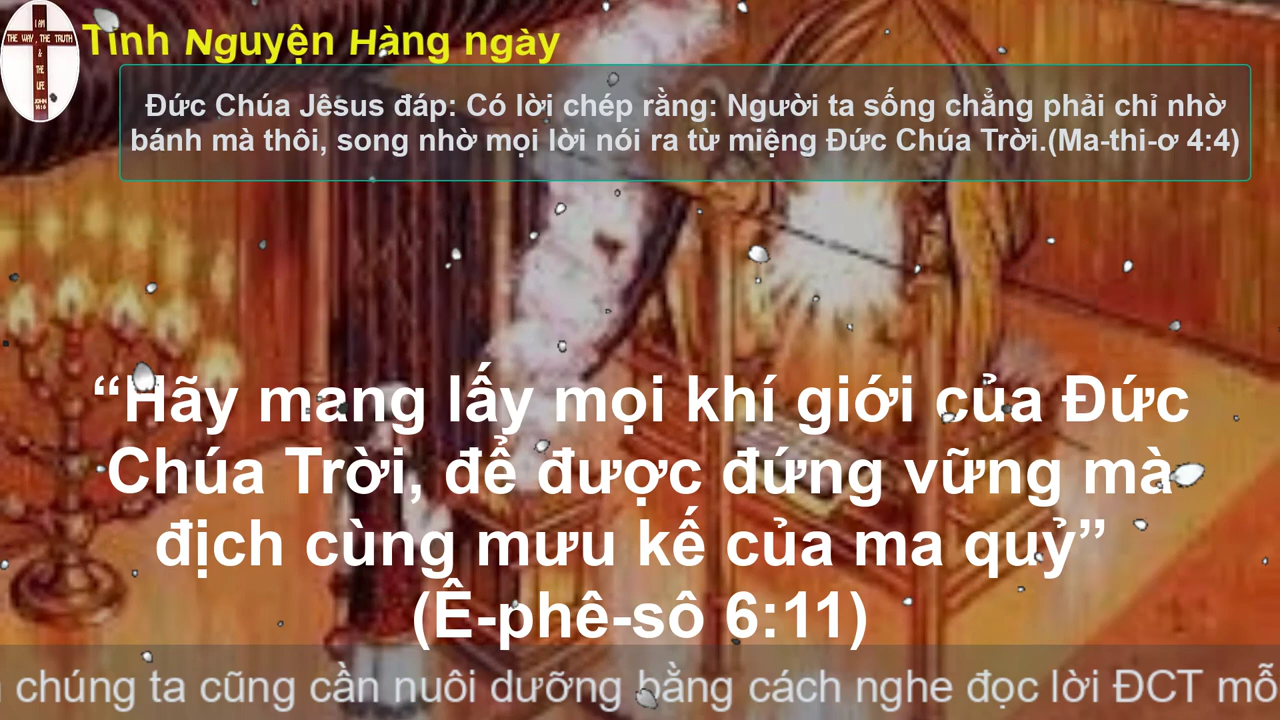 I AM
THE WAY, THE TRUTH
&
THE
LIFE
JOHN
14:6
Tĩnh Nguyện Hàng ngày
Đức Chúa Jêsus đáp: Có lời chép rằng: Người ta sống chẳng phải chỉ nhờ
bánh mà thôi, song nhờ mọi lời nói ra từ miệng Đức Chúa Trời.(Ma-thi-ơ 4:4)
“Hãy mang lấy mọi khí giới của Đức
Chúa Trời, để được đứng vững mà
địch cùng mưu kế của ma quỷ”
(Ê-phê-sô 6:11)
chúng ta cũng cần nuôi dưỡng bằng cách nghe đọc lời ĐCT